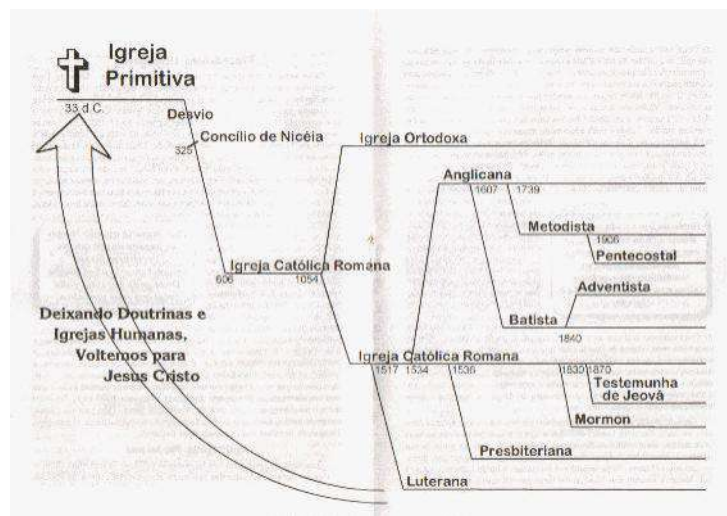 Igreja
Primitiva
33 d C.
Desvio
325
Concílio de Nicéia
Igreja Ortodoxa
Anglicana
1607
1739
Metodista
1906
Pentecostal
Igreja Católica Romana
606
1054
Adventista
Batista
1840
Deixando Doutrinas e
Igrejas Humanas,
Voltemos para
Jesus Cristo
Igreja Católica Romana
1517
1534
1536
1830
1870
Testemunha
de Jeová
Mormon
Presbiteriana
Luterana